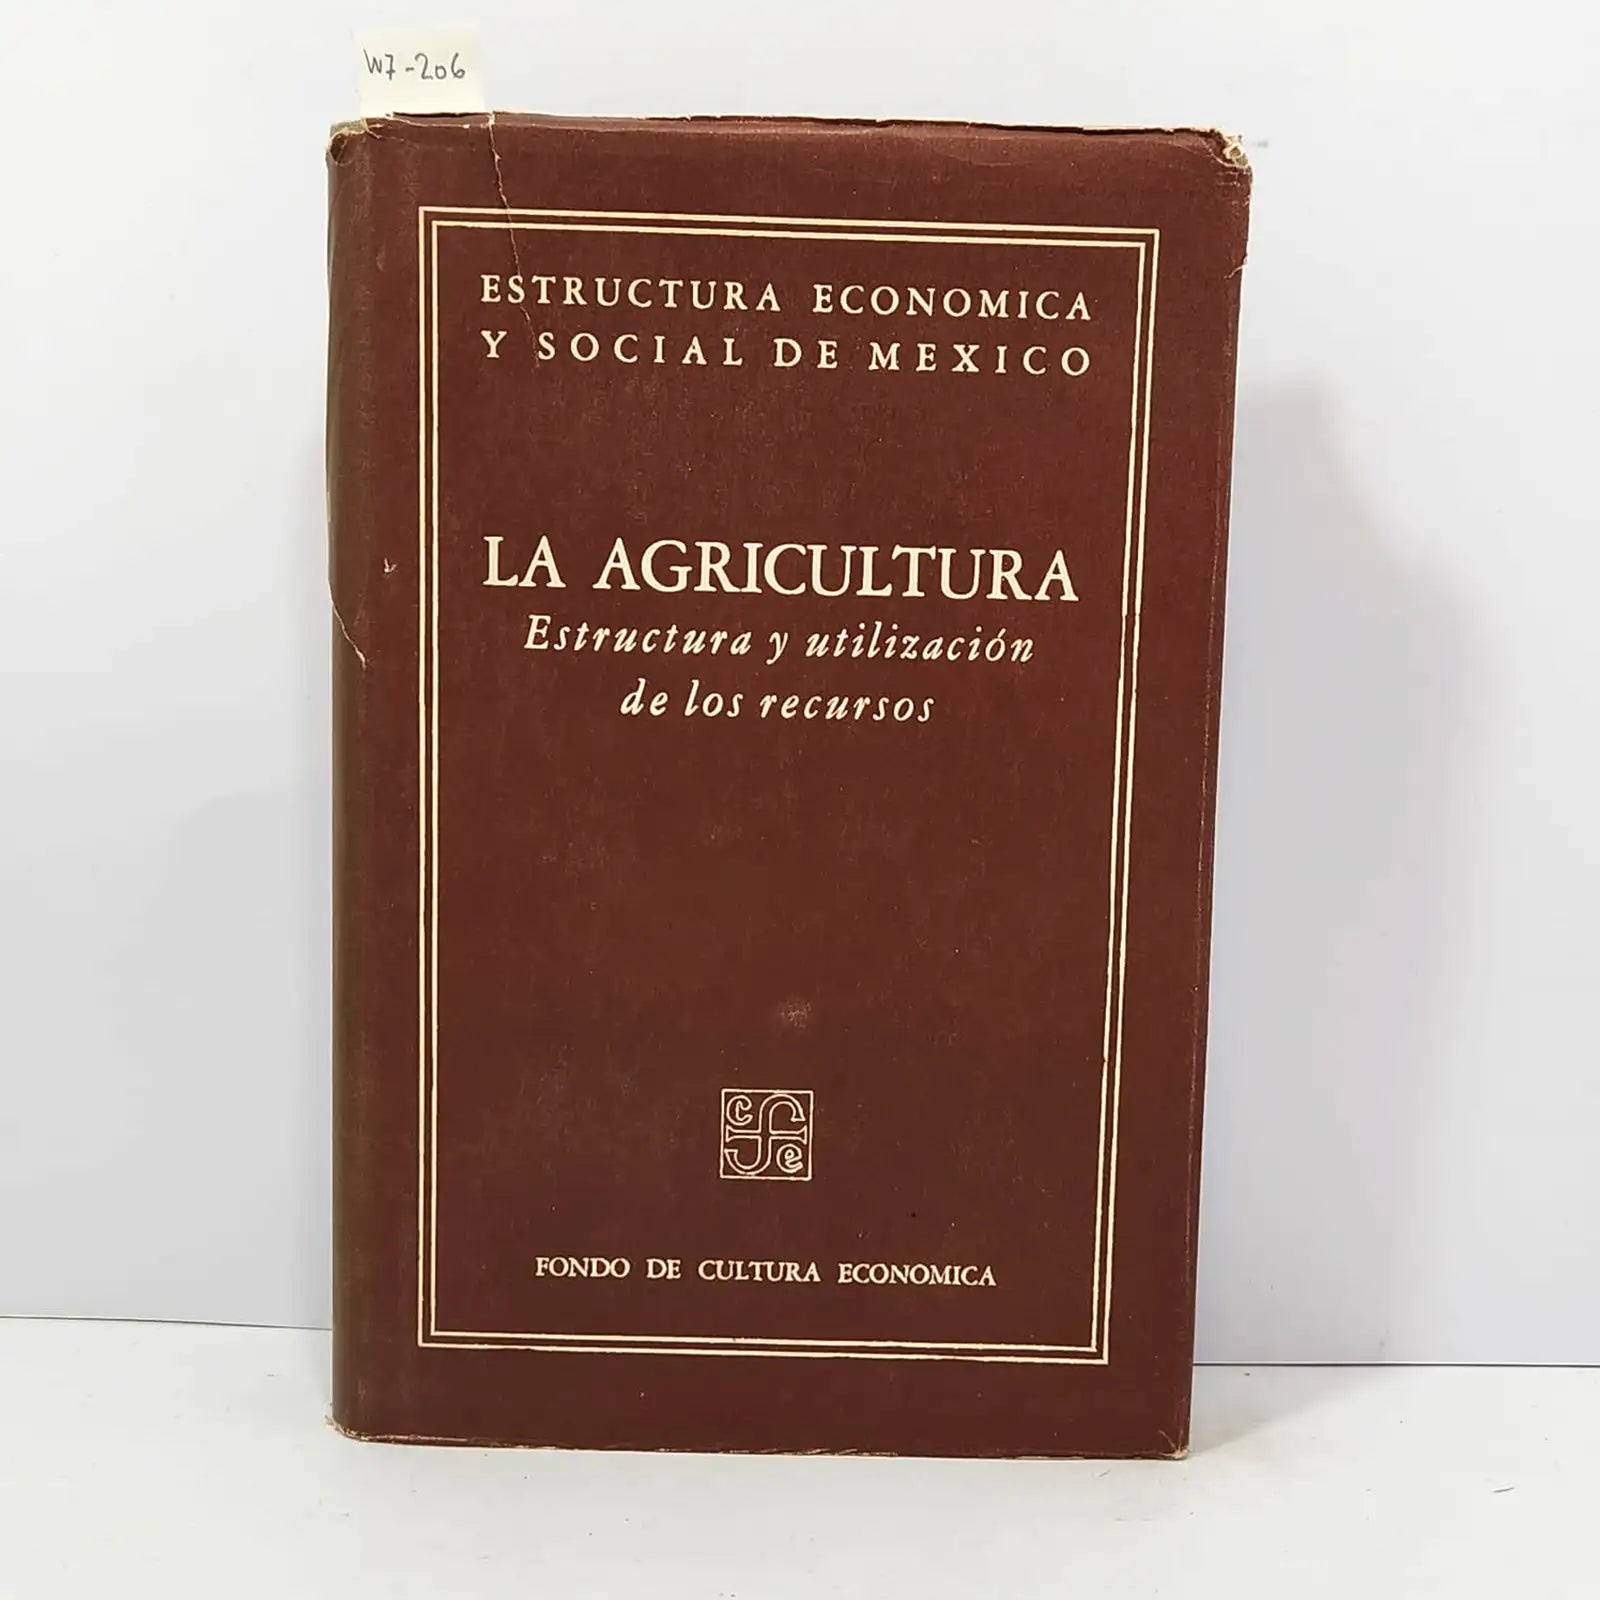 W7-206
ESTRUCTURA ECONOMICA
Y SOCIAL DE MEXICO
LA AGRICULTURA
Estructura y utilización
de los recursos
c f e
FONDO DE CULTURA ECONOMICA